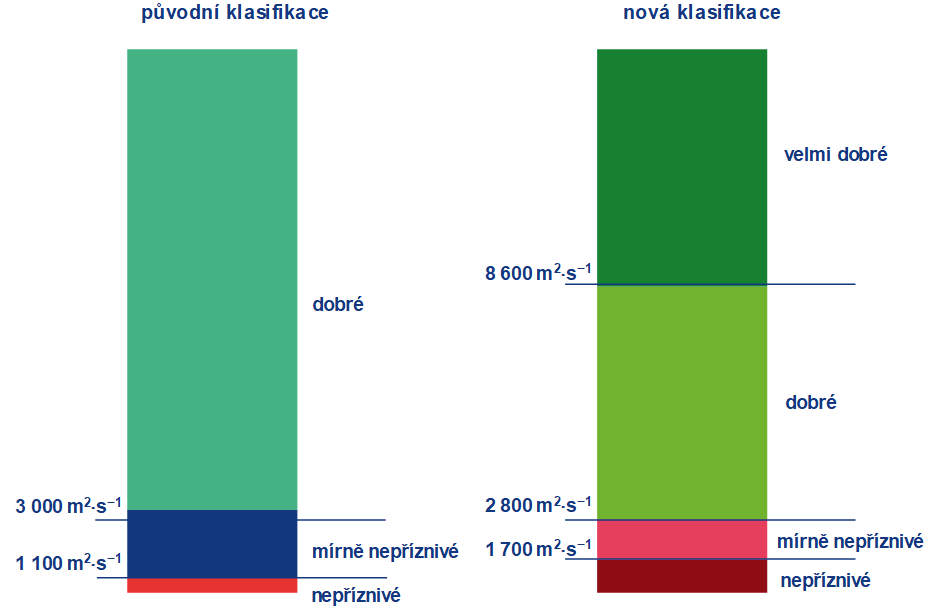 původní klasifikace
dobré
3 000 m²·s⁻¹
mírně nepříznivé
1 100 m²·s⁻¹
nepříznivé
nová klasifikace
velmi dobré
8 600 m²·s⁻¹
dobré
2 800 m²·s⁻¹
mírně nepříznivé
1 700 m²·s⁻¹
nepříznivé